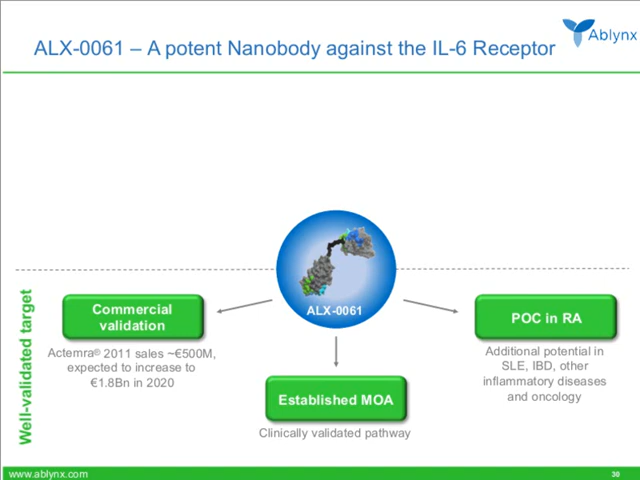 ALX-0061 – A potent Nanobody against the IL-6 Receptor
Ablynx
ALX-0061
Well-validated target
Commercial
validation
Actemra® 2011 sales ~€500M,
expected to increase to
€1.8Bn in 2020
Established MOA
Clinically validated pathway
POC in RA
Additional potential in
SLE, IBD, other
inflammatory diseases
and oncology
www.ablynx.com
30